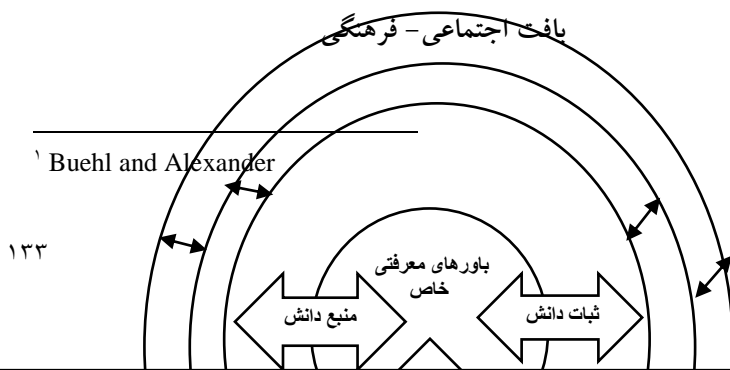 بافت اجتماعی - فرهنگی
۱ Buehl and Alexander
۱۳۳
باورهای معرفتی
خاص
ثبات دانش
منبع دانش